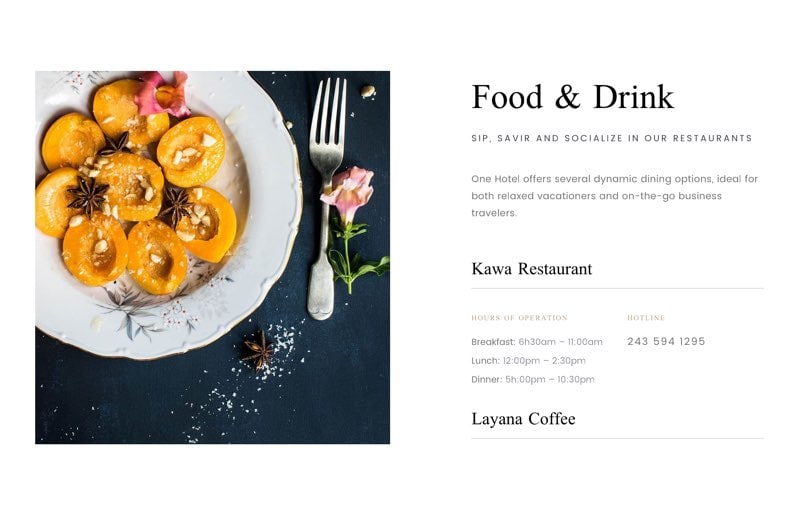 Food & Drink
SIP, SAVIR AND SOCIALIZE IN OUR RESTAURANTS
One Hotel offers several dynamic dining options, ideal for
both relaxed vacationers and on-the-go business
travelers.
Kawa Restaurant
HOURS OF OPERATION
HOTLINE
Breakfast: 6h30am – 11:00am
243 594 1295
Lunch: 12:00pm – 2:30pm
Dinner: 5h:00pm – 10:30pm
Layana Coffee